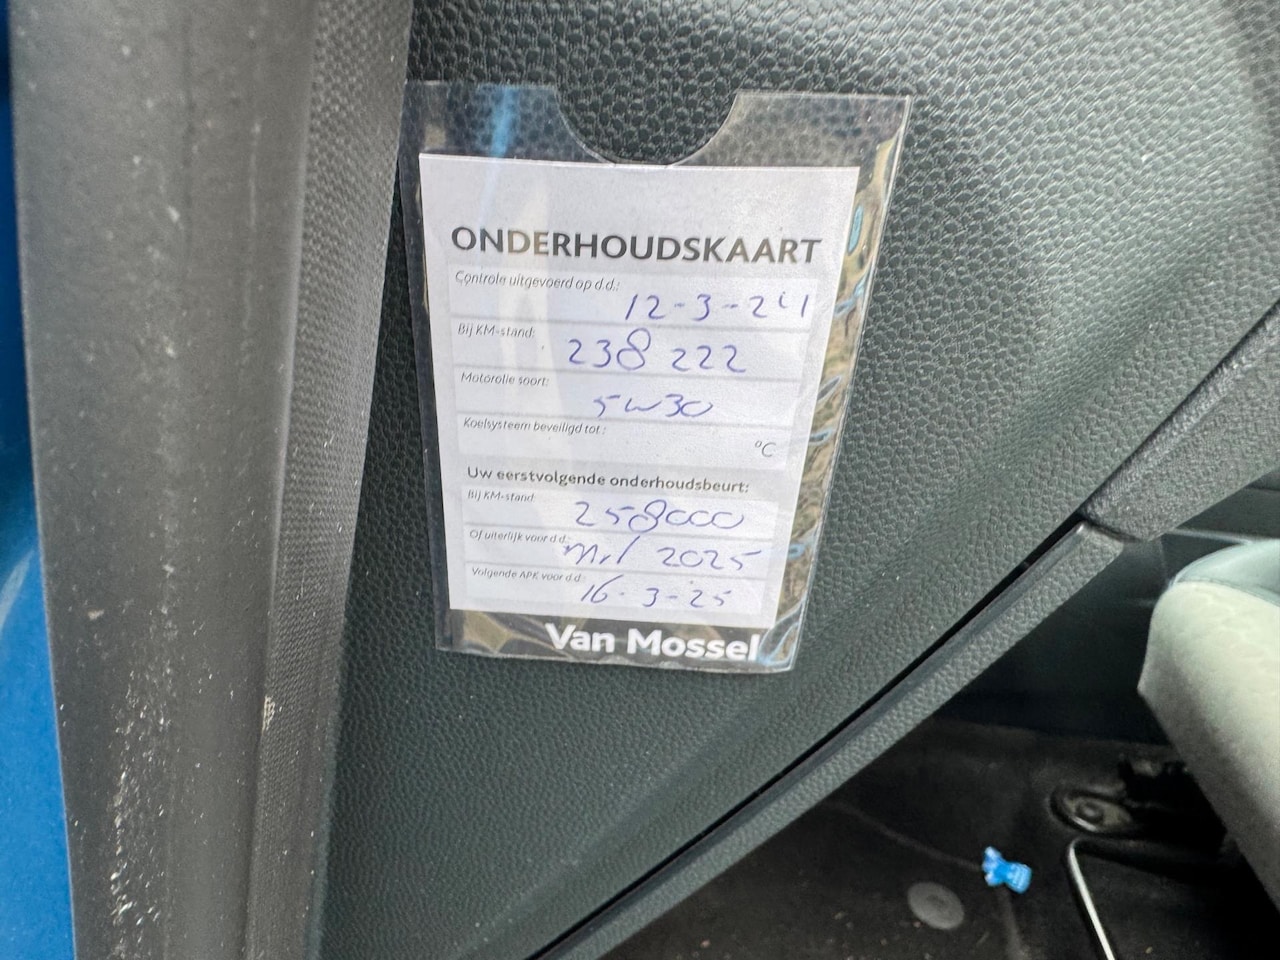 ONDERHOUDSKAART
Controle uitgevoerd op d.d.:
12-3-24
Bij KM-stand:
238 222
Motorolie soort:
5W30
Koelsysteem beveiligd tot:
°C
Uw eerstvolgende onderhoudsbeurt:
Bij KM-stand:
258000
Of uiterlijk voor d.d.:
Mrt 2025
Volgende APK voor d.d.
16-3-25
Van Mossel